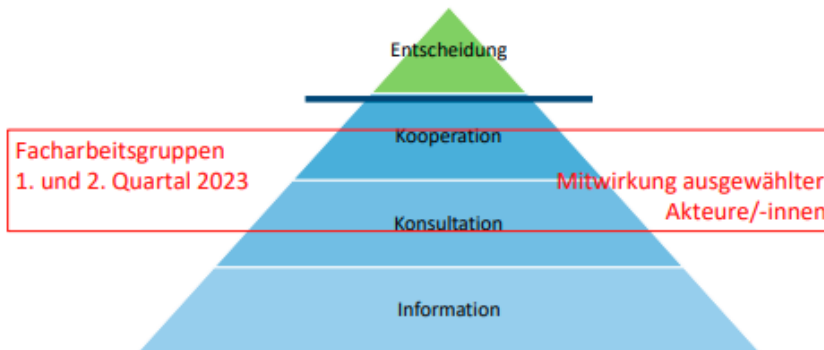 Entscheidung
Kooperation
Facharbeitsgruppen
1. und 2. Quartal 2023
Mitwirkung ausgewählter
Akteure/-innen
Konsultation
Information